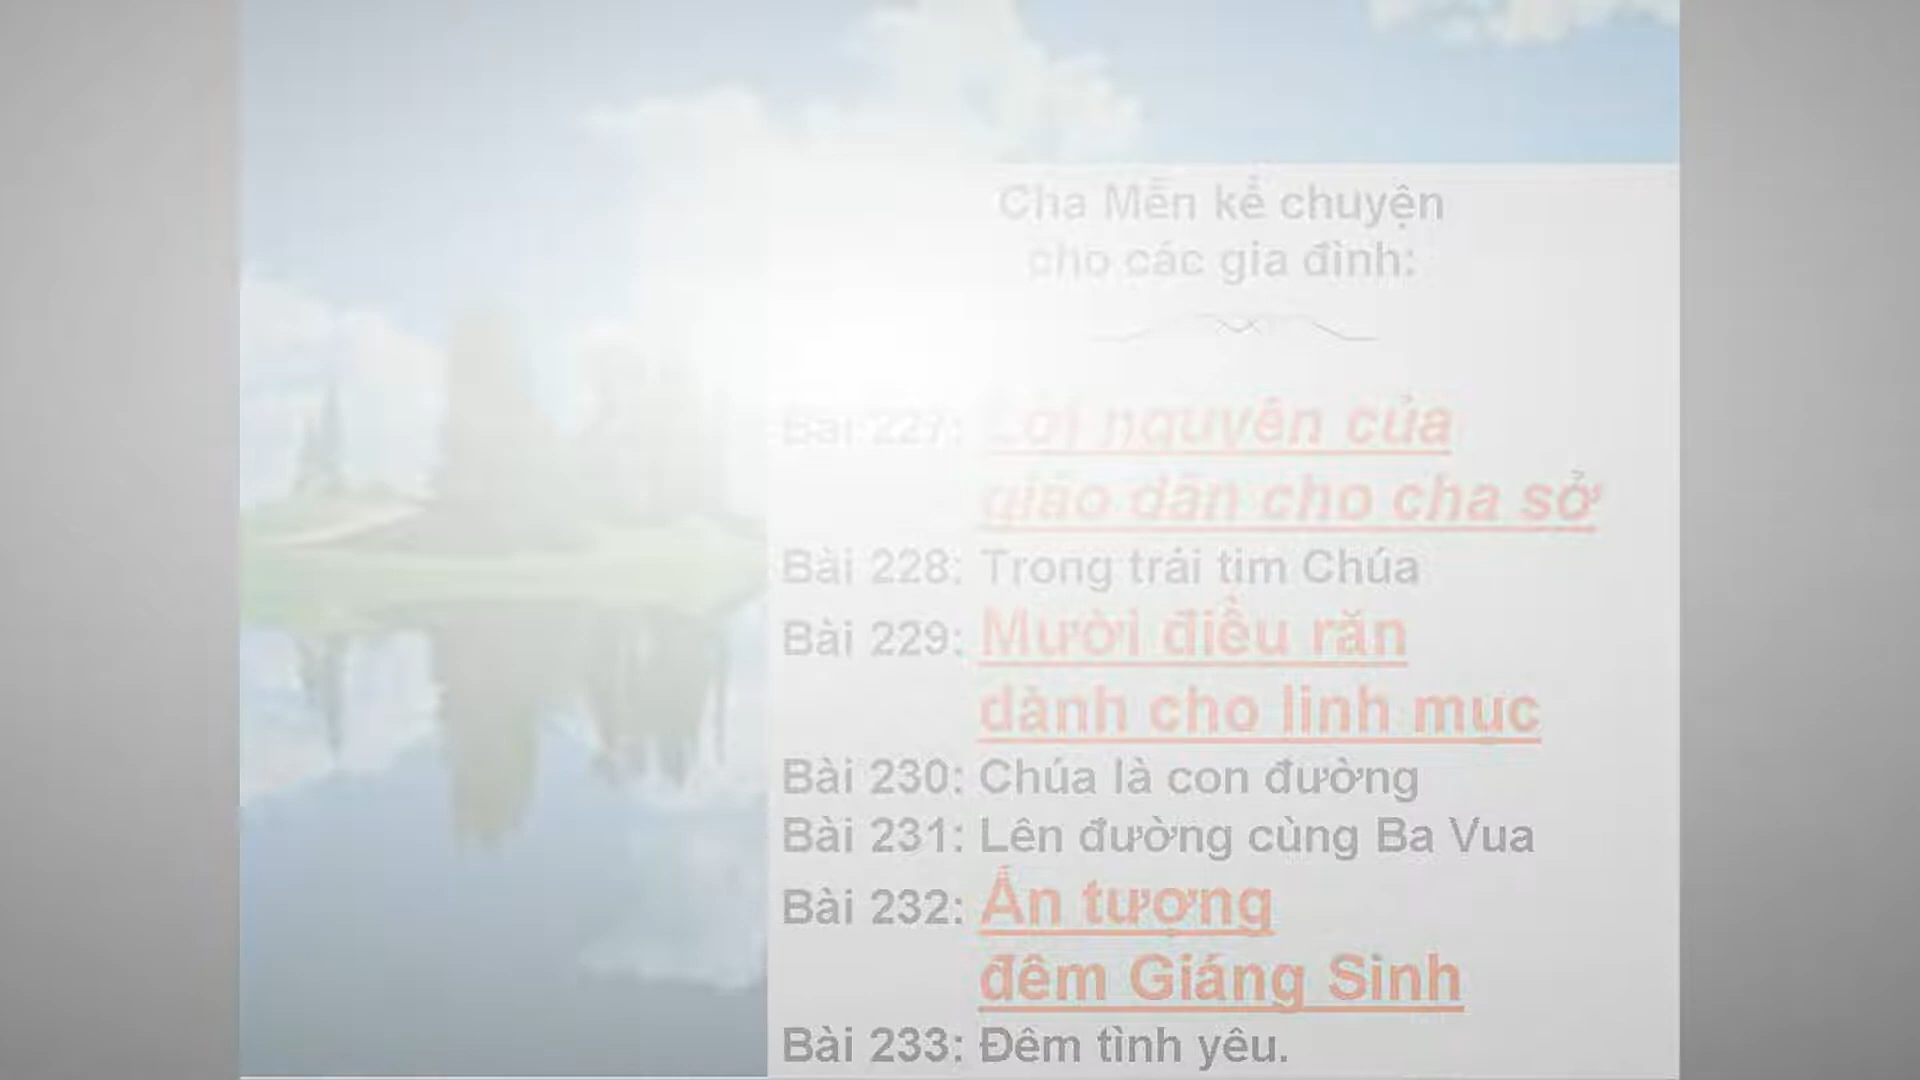 Cha Mễn kể chuyện
cho các gia đình:
Bài 227: Lời nguyện của
giáo dân cho cha sở
Bài 228: Trong trái tim Chúa
Bài 229: Mười điều răn
dành cho linh mục
Bài 230: Chúa là con đường
Bài 231: Lên đường cùng Ba Vua
Bài 232: Ấn tượng
đêm Giáng Sinh
Bài 233: Đêm tình yêu.